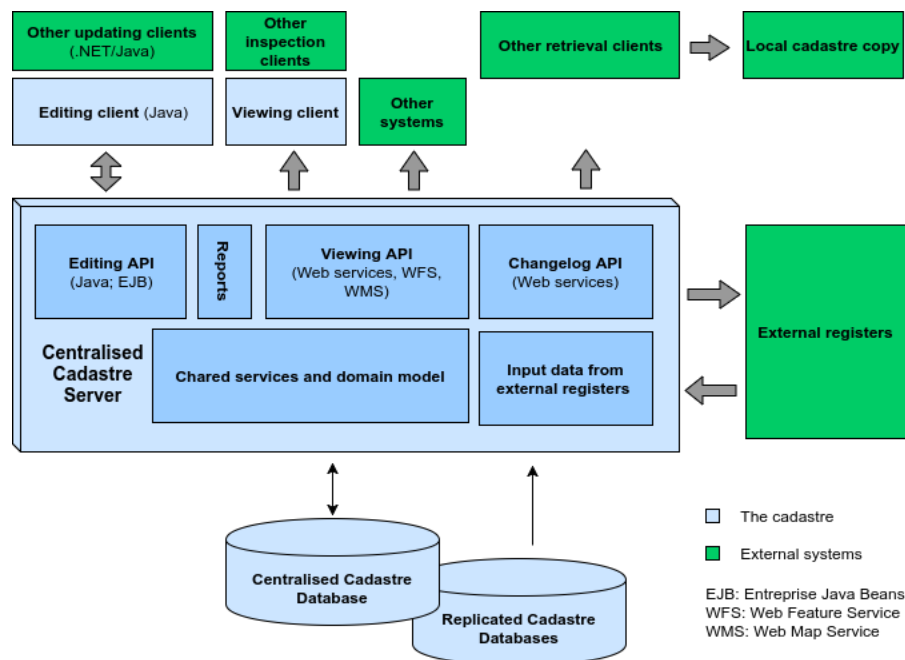 Other updating clients
(.NET/Java)
Other
inspection
clients
Other retrieval clients
Local cadastre copy
Editing client (Java)
Viewing client
Other
systems
Editing API
(Java; EJB)
Reports
Viewing API
(Web services, WFS,
WMS)
Changelog API
(Web services)
External registers
Centralised
Cadastre
Server
Chared services and domain model
Input data from
external registers
Centralised Cadastre
Database
Replicated Cadastre
Databases
The cadastre
External systems
EJB: Entreprise Java Beans
WFS: Web Feature Service
WMS: Web Map Service